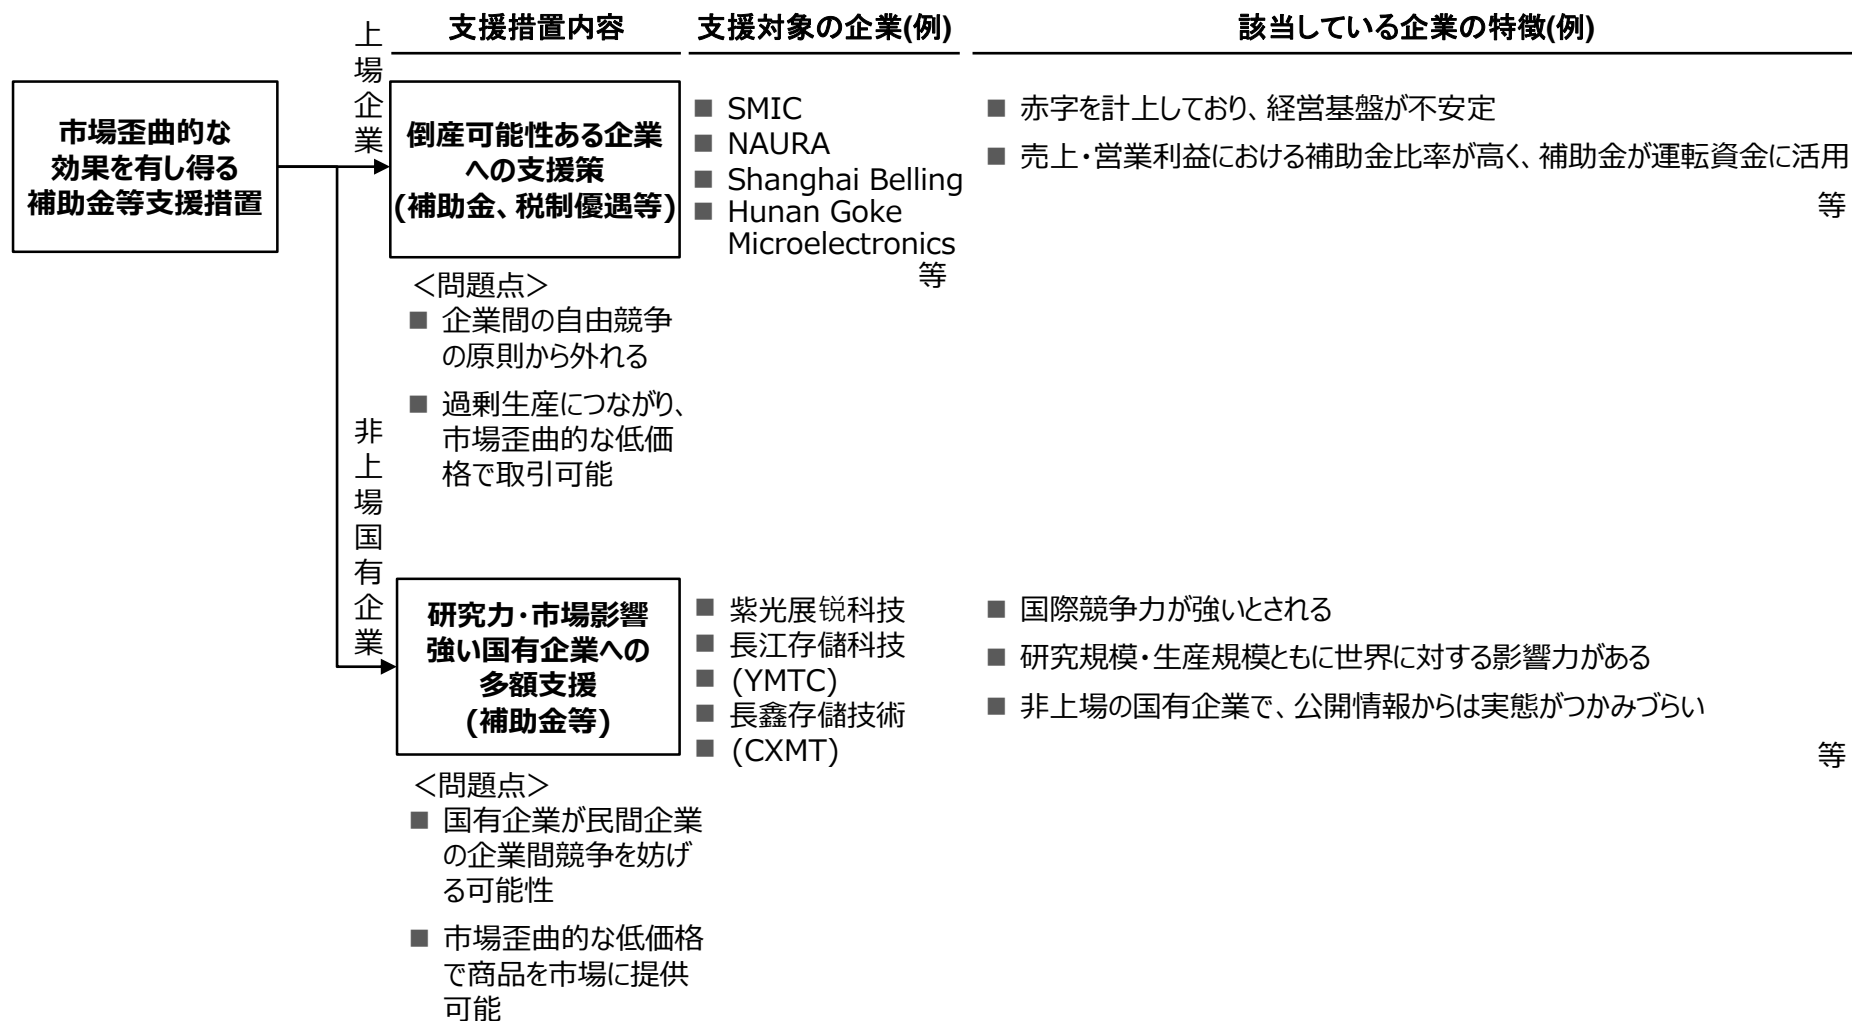 支援措置内容
支援対象の企業(例)
該当している企業の特徴(例)
市場歪曲的な
効果を有し得る
補助金等支援措置
上場企業
倒産可能性ある企業
への支援策
(補助金、税制優遇等)
■ SMIC
■ NAURA
■ Shanghai Belling
■ Hunan Goke
Microelectronics
等
■ 赤字を計上しており、経営基盤が不安定
■ 売上・営業利益における補助金比率が高く、補助金が運転資金に活用
等
＜問題点＞
■ 企業間の自由競争
の原則から外れる
■ 過剰生産につながり、
市場歪曲的な低価
格で取引可能
非上場国有企業
研究力・市場影響
強い国有企業への
多額支援
(補助金等)
■ 紫光展锐科技
■ 長江存儲科技
■ (YMTC)
■ 長鑫存儲技術
■ (CXMT)
■ 国際競争力が強いとされる
■ 研究規模・生産規模ともに世界に対する影響力がある
■ 非上場の国有企業で、公開情報からは実態がつかみづらい
等
＜問題点＞
■ 国有企業が民間企業
の企業間競争を妨げ
る可能性
■ 市場歪曲的な低価格
で商品を市場に提供
可能